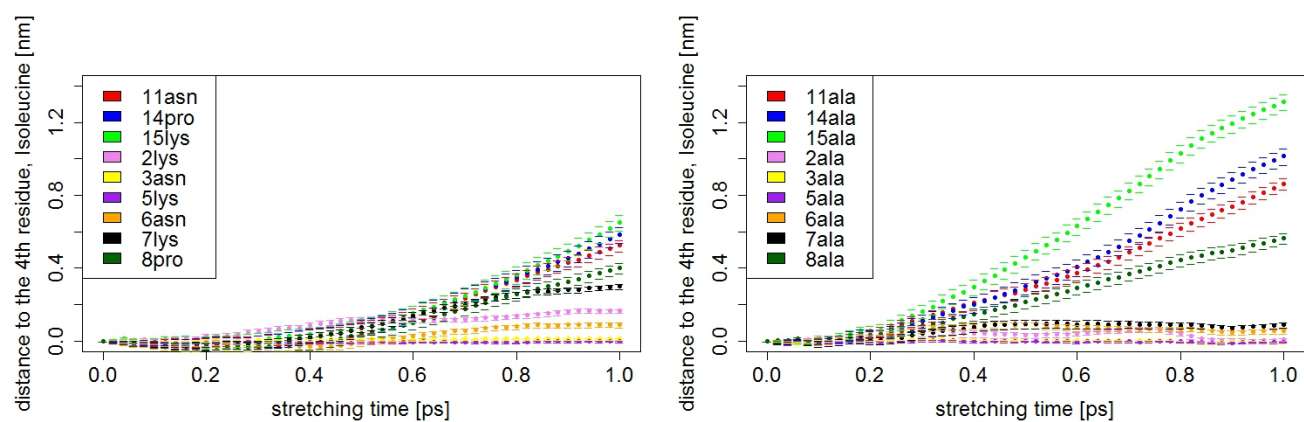 distance to the 4th residue, Isoleucine [nm]
1.2
0.8
0.4
0.0
11asn
14pro
15lys
2lys
3asn
5lys
6asn
7lys
8pro
0.0 0.2 0.4 0.6 0.8 1.0
stretching time [ps]
distance to the 4th residue, Isoleucine [nm]
1.2
0.8
0.4
0.0
11ala
14ala
15ala
2ala
3ala
5ala
6ala
7ala
8ala
0.0 0.2 0.4 0.6 0.8 1.0
stretching time [ps]